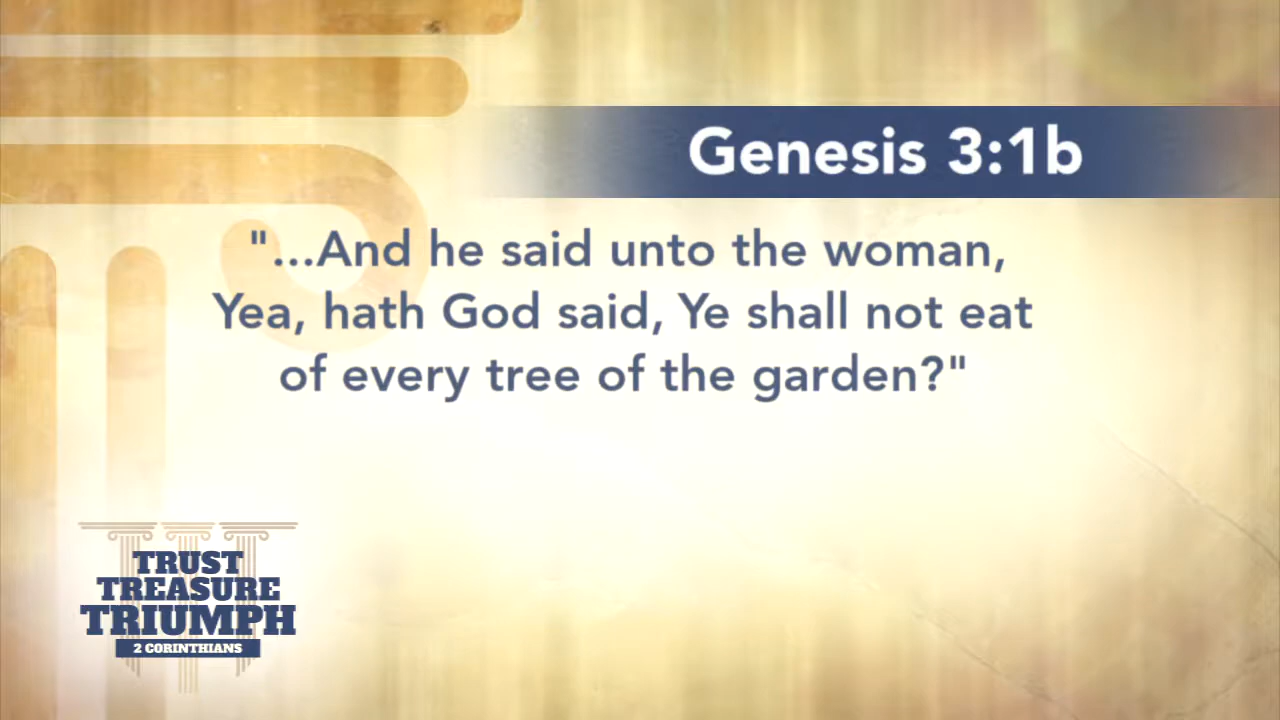 Genesis 3:1b
"...And he said unto the woman,
Yea, hath God said, Ye shall not eat
of every tree of the garden?"
TRUST
TREASURE
TRIUMPH
2 CORINTHIANS